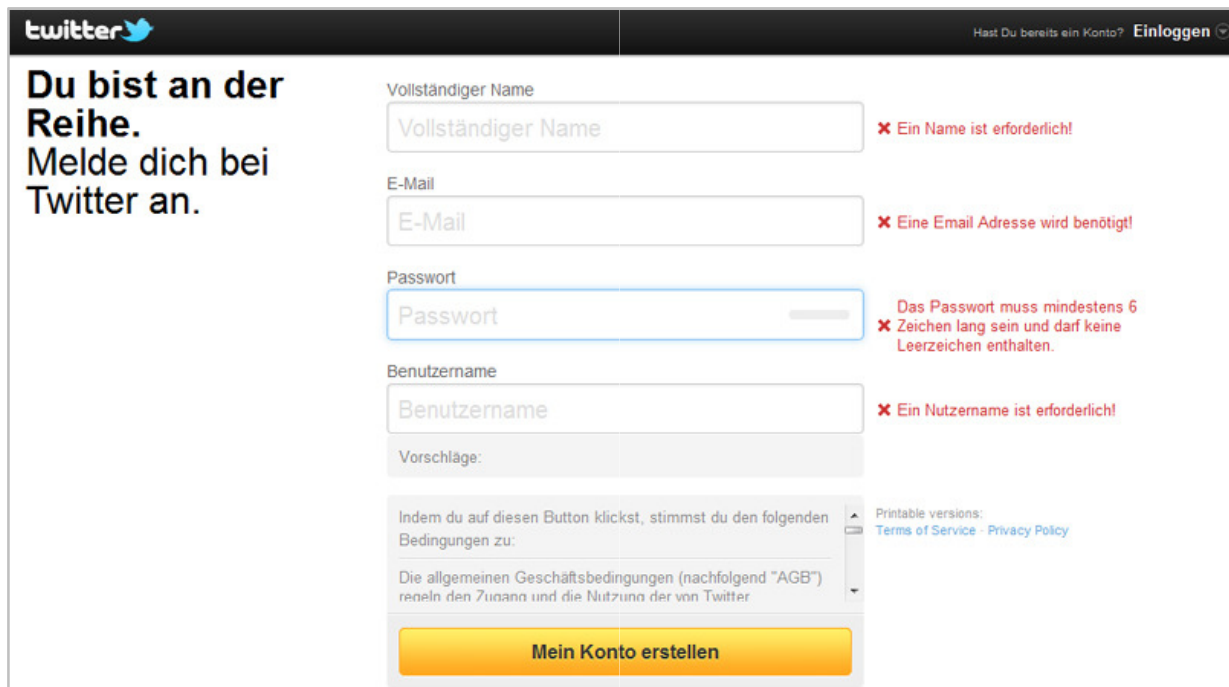 twitter
Hast Du bereits ein Konto? Einloggen
Du bist an der
Reihe.
Melde dich bei
Twitter an.
Vollständiger Name
Vollständiger Name
✖ Ein Name ist erforderlich!
E-Mail
E-Mail
✖ Eine Email Adresse wird benötigt!
Passwort
Passwort
Das Passwort muss mindestens 6
✖ Zeichen lang sein und darf keine
Leerzeichen enthalten.
Benutzername
Benutzername
✖ Ein Nutzername ist erforderlich!
Vorschläge:
Indem du auf diesen Button klickst, stimmst du den folgenden
Bedingungen zu:
Die allgemeinen Geschäftsbedingungen (nachfolgend "AGB")
regeln den Zugang und die Nutzung der von Twitter
Printable versions:
Terms of Service · Privacy Policy
Mein Konto erstellen